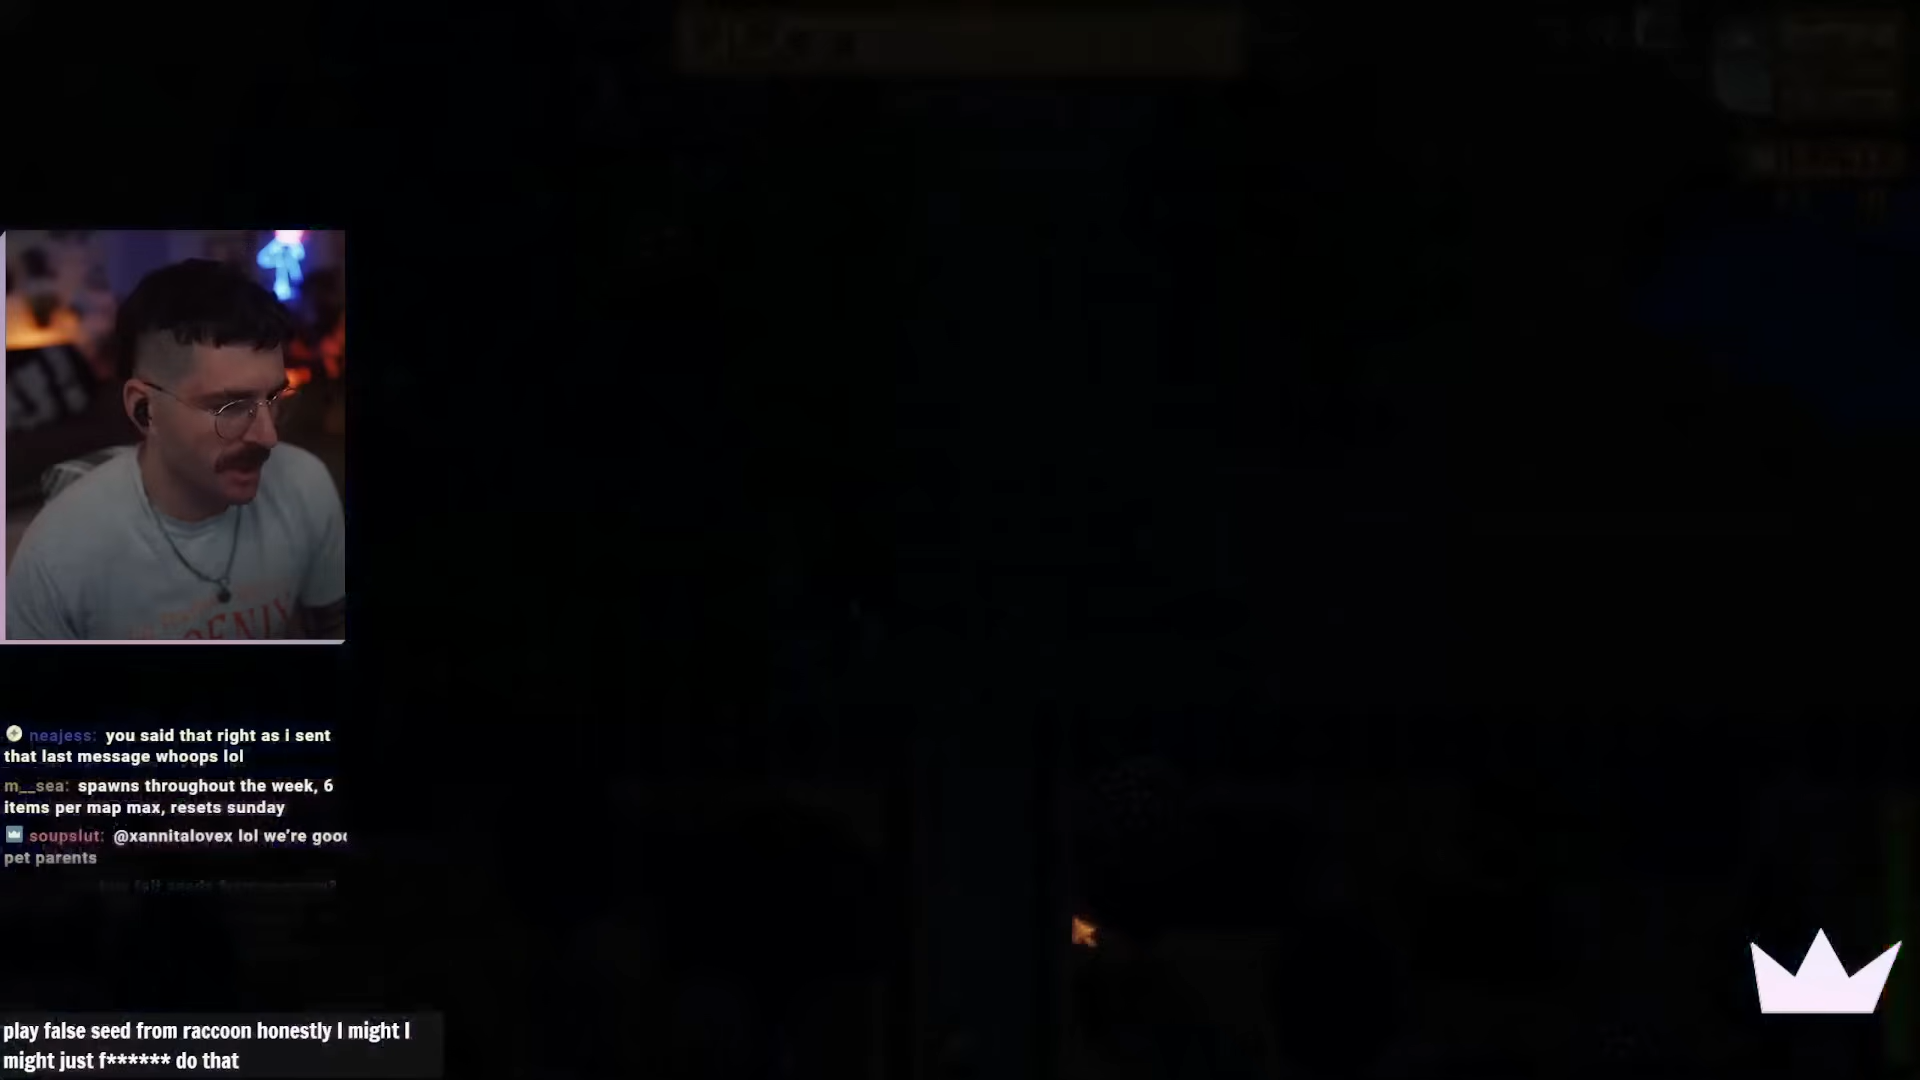 neajess: you said that right as i sent
that last message whoops lol
m__sea: spawns throughout the week, 6
items per map max, resets sunday
soupslut: @xannitalovex lol we're good
pet parents
play false seed from raccoon honestly I might I
might just f****** do that